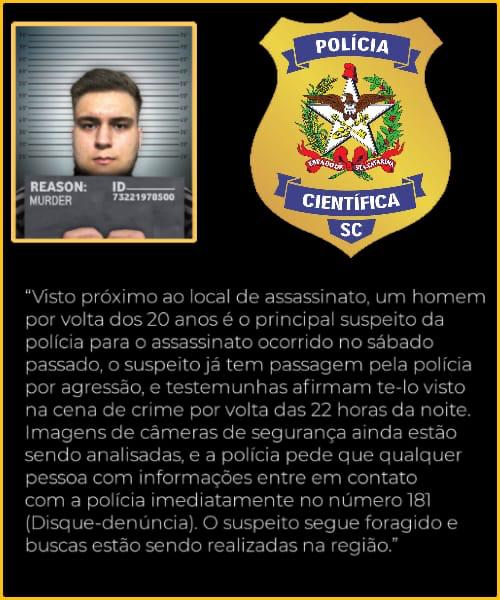 REASON:
MURDER
ID
73221978500
POLÍCIA
ESTADO DE STA. CATARINA
CIENTÍFICA
SC
“Visto próximo ao local de assassinato, um homem
por volta dos 20 anos é o principal suspeito da
polícia para o assassinato ocorrido no sábado
passado, o suspeito já tem passagem pela polícia
por agressão, e testemunhas afirmam te-lo visto
na cena de crime por volta das 22 horas da noite.
Imagens de câmeras de segurança ainda estão
sendo analisadas, e a polícia pede que qualquer
pessoa com informações entre em contato
com a polícia imediatamente no número 181
(Disque-denúncia). O suspeito segue foragido e
buscas estão sendo realizadas na região.”